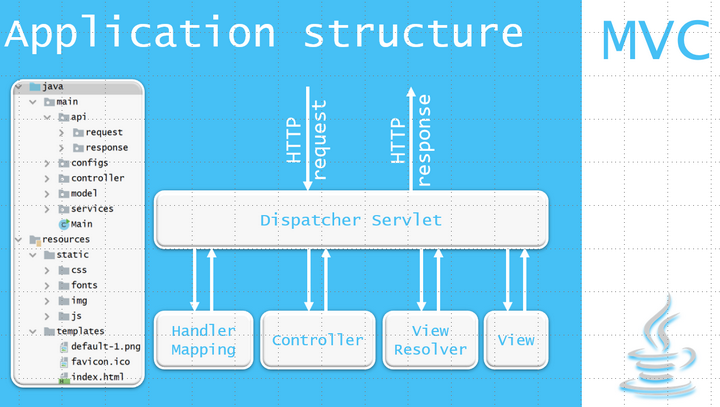 Application structure
MVC
java
main
api
request
response
configs
controller
model
services
Main
resources
static
css
fonts
img
js
templates
default-1.png
favicon.ico
index.html
HTTP
request
HTTP
response
Dispatcher Servlet
Handler
Mapping
Controller
View
Resolver
View